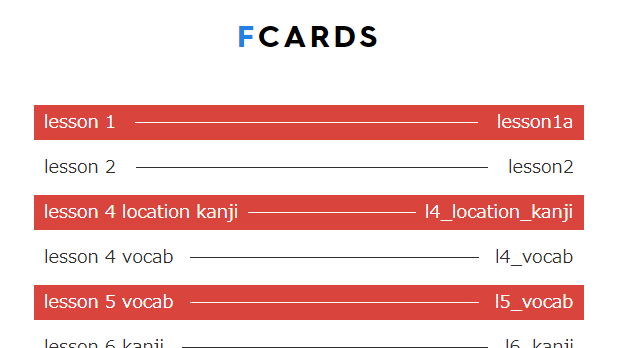 FCARDS
lesson 1 lesson1a
lesson 2 lesson2
lesson 4 location kanji l4_location_kanji
lesson 4 vocab l4_vocab
lesson 5 vocab l5_vocab
lesson 6 kanji l6_kanji